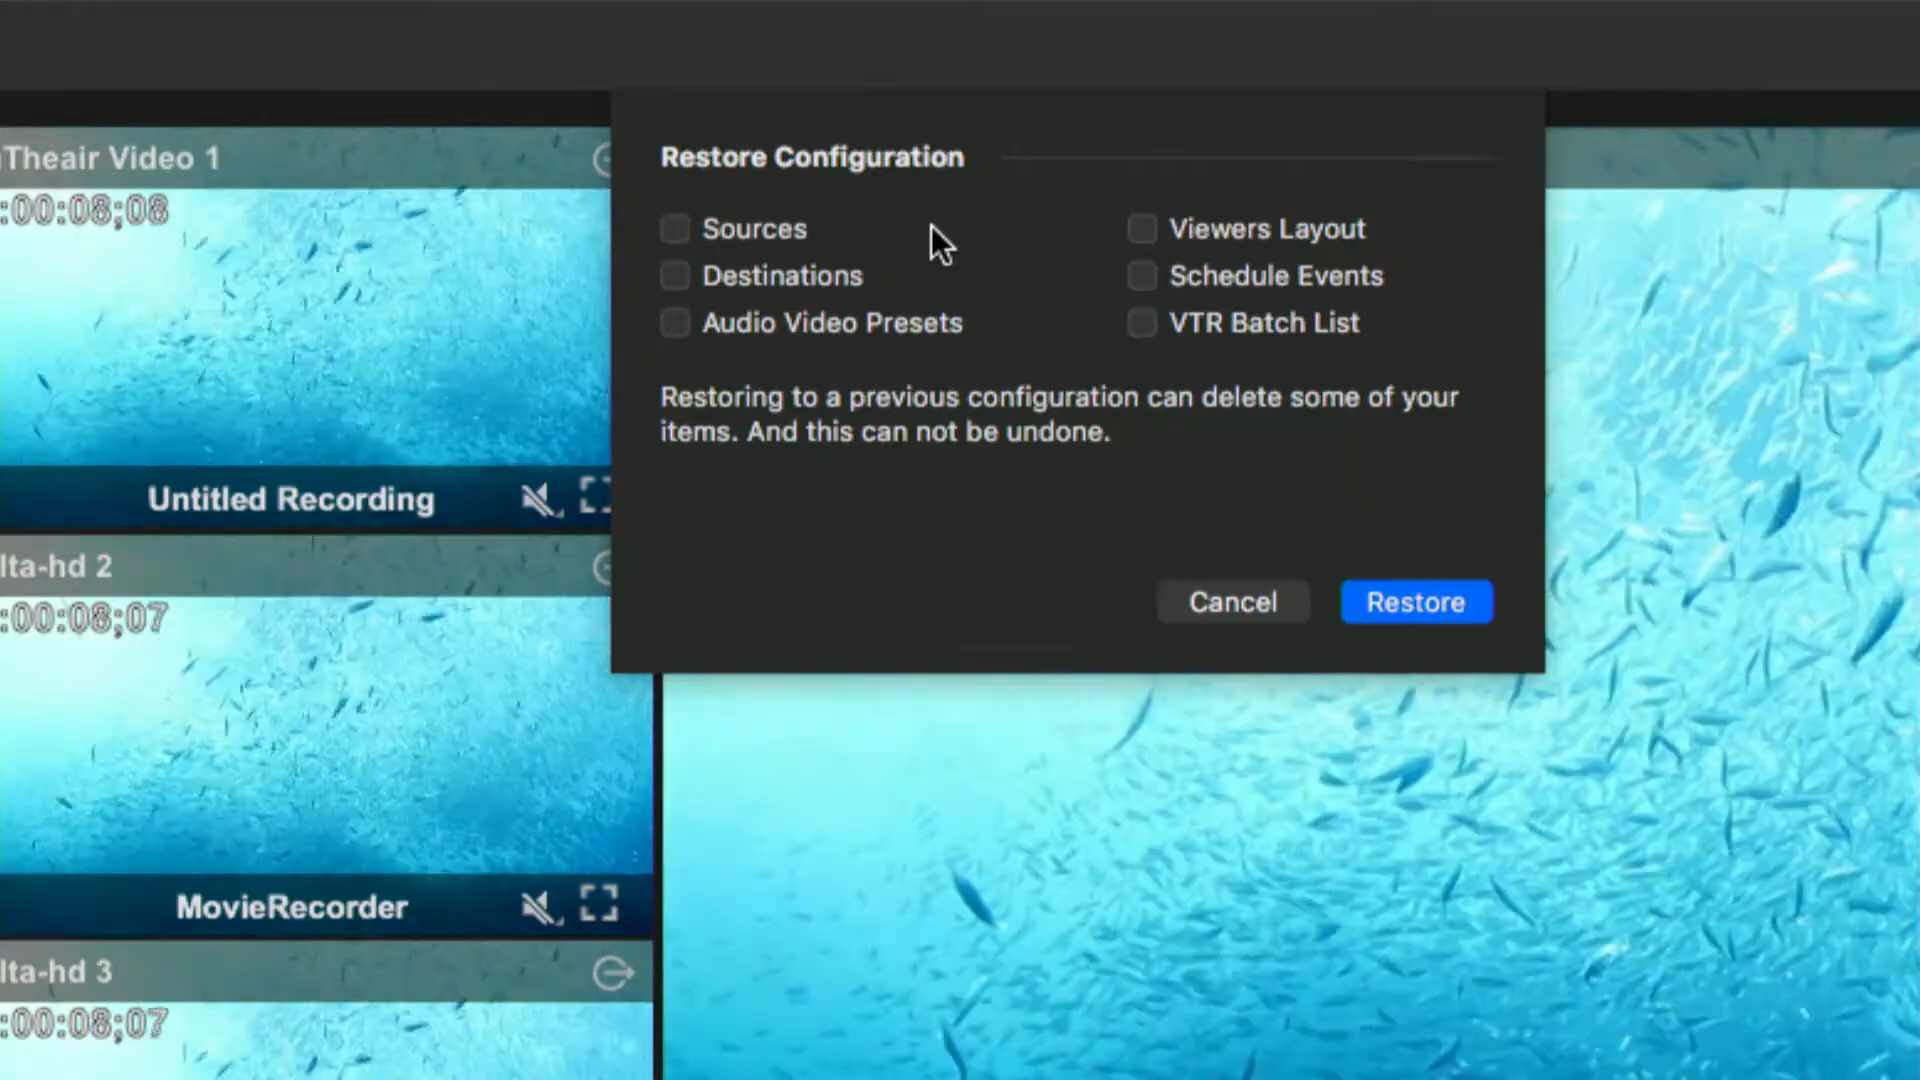 Theair Video 1
:00:08;08
Untitled Recording
lta-hd 2
:00:08;07
MovieRecorder
lta-hd 3
:00:08;07
Restore Configuration
Sources
Destinations
Audio Video Presets
Viewers Layout
Schedule Events
VTR Batch List
Restoring to a previous configuration can delete some of your
items. And this can not be undone.
Cancel
Restore